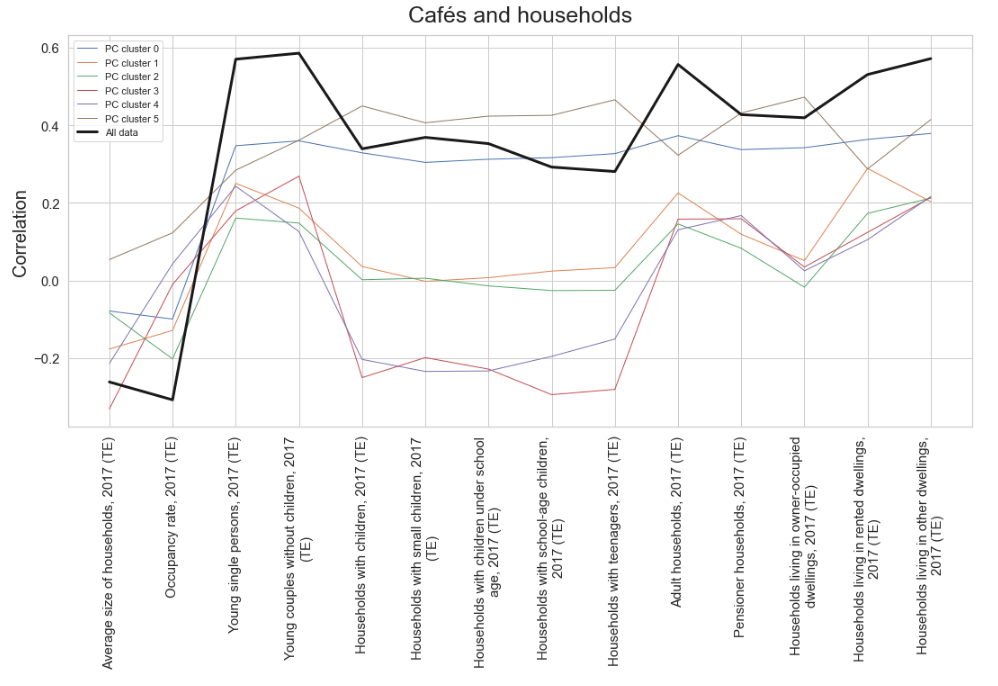 Cafés and households
Correlation
0.6
0.4
0.2
0.0
−0.2
PC cluster 0
PC cluster 1
PC cluster 2
PC cluster 3
PC cluster 4
PC cluster 5
All data
Average size of households, 2017 (TE)
Occupancy rate, 2017 (TE)
Young single persons, 2017 (TE)
Young couples without children, 2017
(TE)
Households with children, 2017 (TE)
Households with small children, 2017
(TE)
Households with children under school
age, 2017 (TE)
Households with school-age children,
2017 (TE)
Households with teenagers, 2017 (TE)
Adult households, 2017 (TE)
Pensioner households, 2017 (TE)
Households living in owner-occupied
dwellings, 2017 (TE)
Households living in rented dwellings,
2017 (TE)
Households living in other dwellings,
2017 (TE)